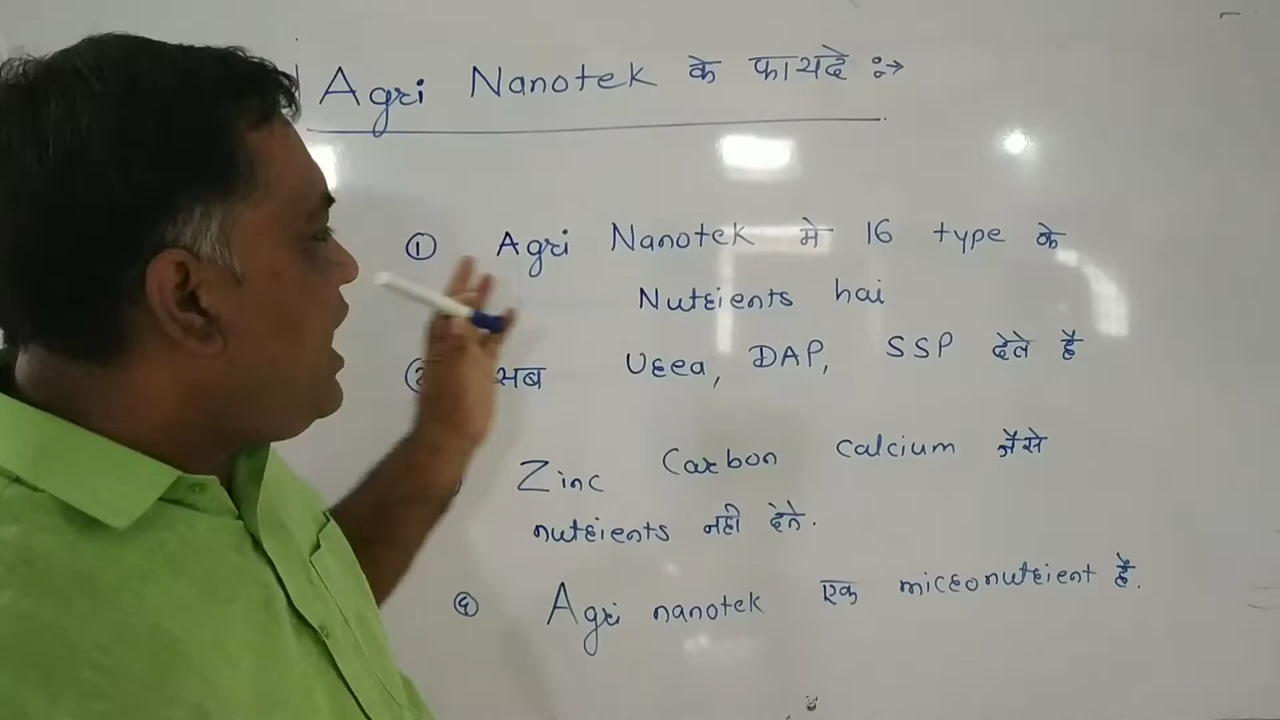 Agri Nanotek के फायदे :→
① Agri Nanotek मे 16 type के
Nutrients hai
सब Urea, DAP, SSP देते है
Zinc Carbon calcium जैसे
nutrients नही देते.
④ Agri nanotek एक micronutrient है.